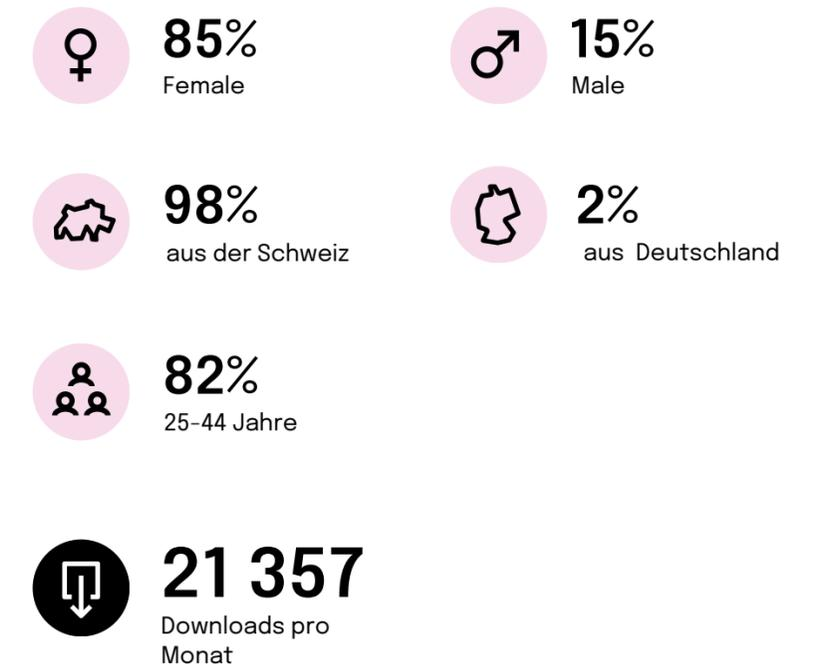 85%
Female
15%
Male
98%
aus der Schweiz
2%
aus Deutschland
82%
25-44 Jahre
21 357
Downloads pro
Monat